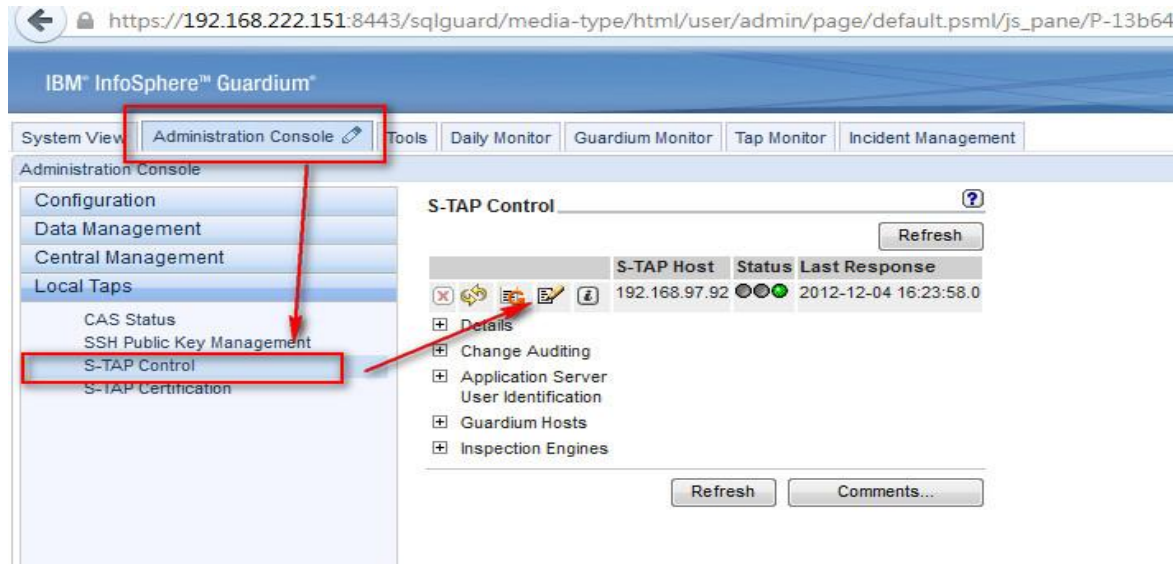 https://192.168.222.151:8443/sqlguard/media-type/html/user/admin/page/default.psml/js_pane/P-13b64
IBM® InfoSphere™ Guardium®
System View Administration Console Tools Daily Monitor Guardium Monitor Tap Monitor Incident Management
Administration Console
Configuration
Data Management
Central Management
Local Taps
CAS Status
SSH Public Key Management
S-TAP Control
S-TAP Certification
S-TAP Control ?
Refresh
S-TAP Host Status Last Response
192.168.97.92 2012-12-04 16:23:58.0
Details
Change Auditing
Application Server
User Identification
Guardium Hosts
Inspection Engines
Refresh Comments...